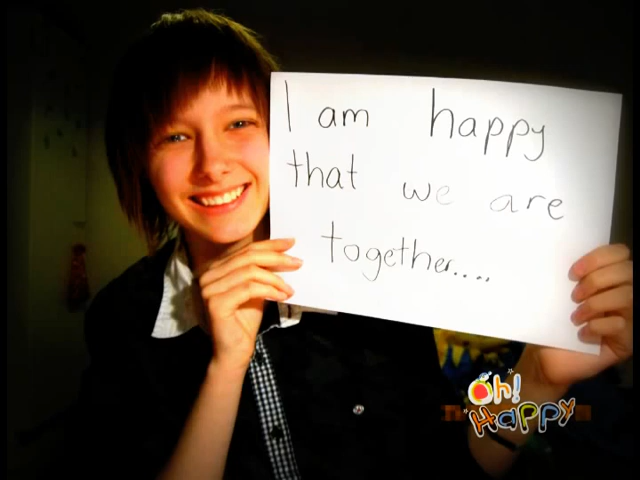 I am happy
that we are
together....
Oh!
Happy